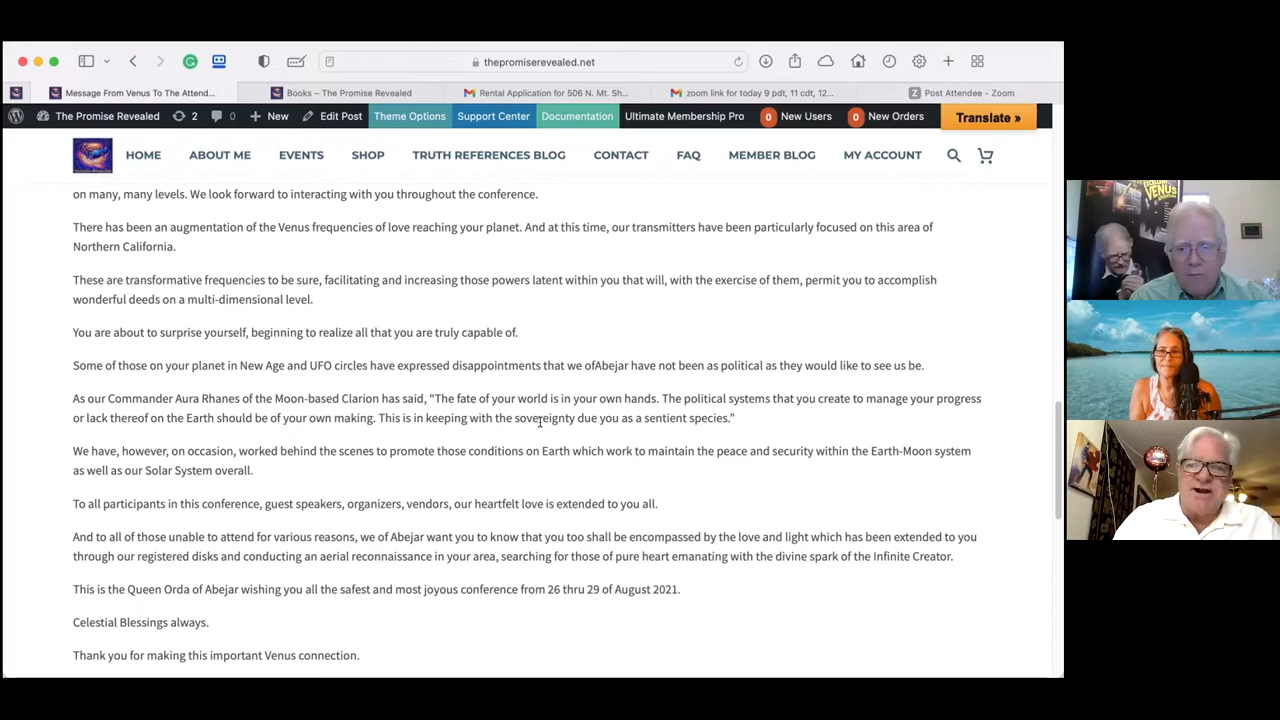 thepromiserevealed.net
Message From Venus To The Attend...
Books – The Promise Revealed
Rental Application for 506 N. Mt. Sh...
zoom link for today 9 pdt, 11 cdt, 12...
Z Post Attendee - Zoom
The Promise Revealed
2
0
New
Edit Post
Theme Options
Support Center
Documentation
Ultimate Membership Pro
0 New Users
0 New Orders
Translate »
HOME
ABOUT ME
EVENTS
SHOP
TRUTH REFERENCES BLOG
CONTACT
FAQ
MEMBER BLOG
MY ACCOUNT
on many, many levels. We look forward to interacting with you throughout the conference.
There has been an augmentation of the Venus frequencies of love reaching your planet. And at this time, our transmitters have been particularly focused on this area of
Northern California.
These are transformative frequencies to be sure, facilitating and increasing those powers latent within you that will, with the exercise of them, permit you to accomplish
wonderful deeds on a multi-dimensional level.
You are about to surprise yourself, beginning to realize all that you are truly capable of.
Some of those on your planet in New Age and UFO circles have expressed disappointments that we ofAbejar have not been as political as they would like to see us be.
As our Commander Aura Rhanes of the Moon-based Clarion has said, “The fate of your world is in your own hands. The political systems that you create to manage your progress
or lack thereof on the Earth should be of your own making. This is in keeping with the sovereignty due you as a sentient species.”
We have, however, on occasion, worked behind the scenes to promote those conditions on Earth which work to maintain the peace and security within the Earth-Moon system
as well as our Solar System overall.
To all participants in this conference, guest speakers, organizers, vendors, our heartfelt love is extended to you all.
And to all of those unable to attend for various reasons, we of Abejar want you to know that you too shall be encompassed by the love and light which has been extended to you
through our registered disks and conducting an aerial reconnaissance in your area, searching for those of pure heart emanating with the divine spark of the Infinite Creator.
This is the Queen Orda of Abejar wishing you all the safest and most joyous conference from 26 thru 29 of August 2021.
Celestial Blessings always.
Thank you for making this important Venus connection.
VENUS